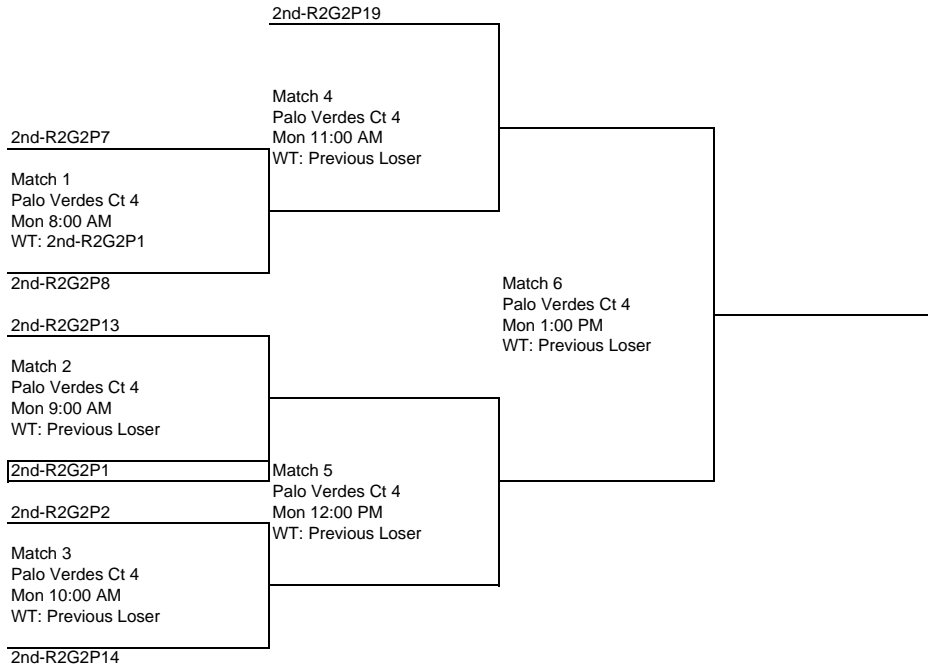 2nd-R2G2P19
Match 4
Palo Verdes Ct 4
Mon 11:00 AM
WT: Previous Loser
2nd-R2G2P7
Match 1
Palo Verdes Ct 4
Mon 8:00 AM
WT: 2nd-R2G2P1
2nd-R2G2P8
Match 6
Palo Verdes Ct 4
Mon 1:00 PM
WT: Previous Loser
2nd-R2G2P13
Match 2
Palo Verdes Ct 4
Mon 9:00 AM
WT: Previous Loser
2nd-R2G2P1
Match 5
Palo Verdes Ct 4
Mon 12:00 PM
WT: Previous Loser
2nd-R2G2P2
Match 3
Palo Verdes Ct 4
Mon 10:00 AM
WT: Previous Loser
2nd-R2G2P14